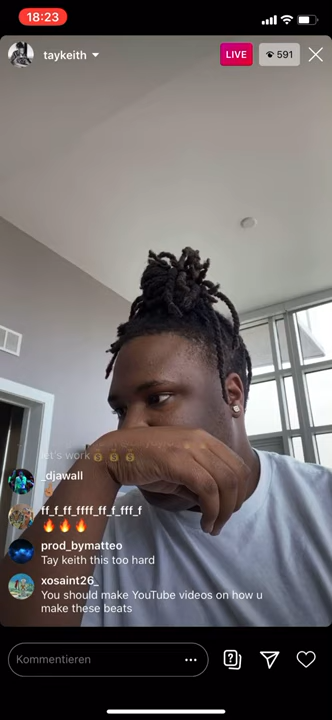 18:23
taykeith
LIVE
591
let's work
_djawall
ff_f_ff_ffff_ff_f_fff_f
🔥🔥🔥
prod_bymatteo
Tay keith this too hard
xosaint26_
You should make YouTube videos on how u
make these beats
Kommentieren